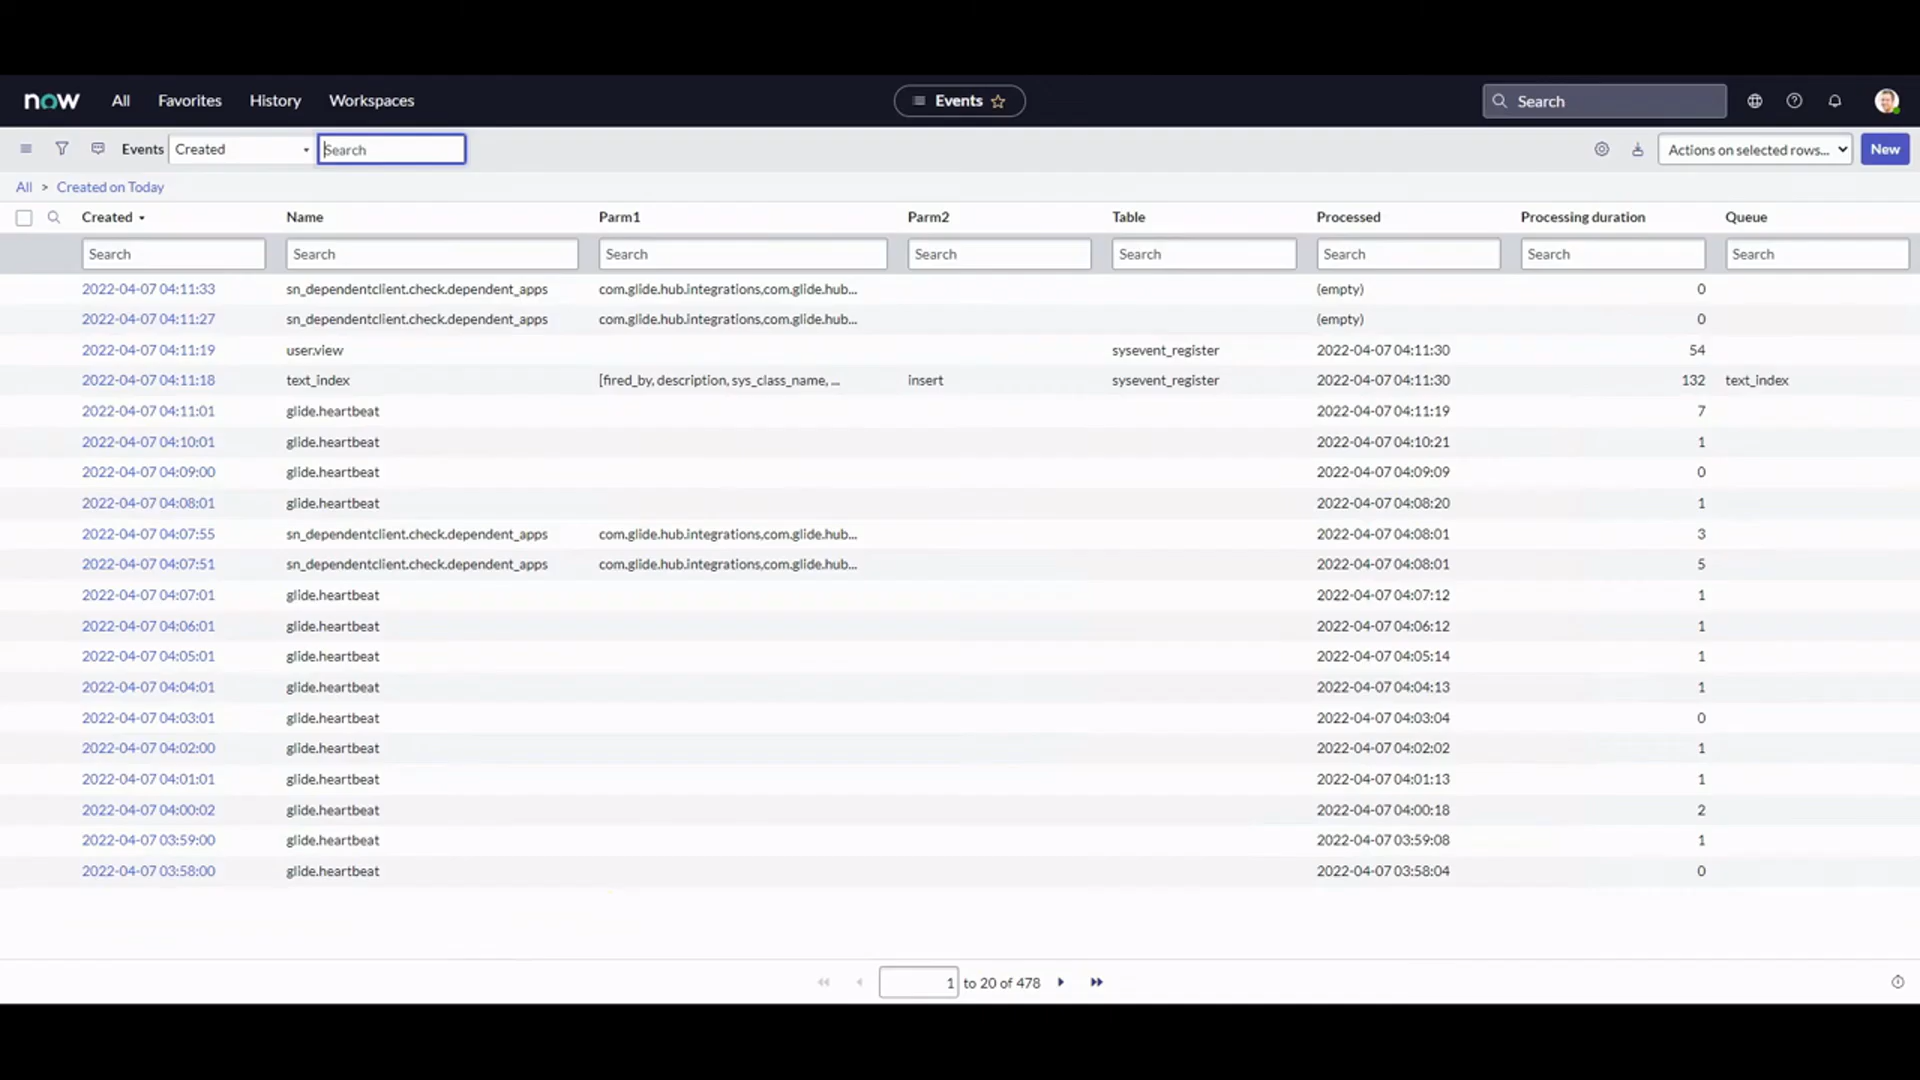 now All Favorites History Workspaces Events Search
Events Created Search Actions on selected rows... New
All > Created on Today
Created Name Parm1 Parm2 Table Processed Processing duration Queue
Search Search Search Search Search Search Search Search
2022-04-07 04:11:33 sn_dependentclient.check.dependent_apps com.glide.hub.integrations,com.glide.hub... (empty) 0
2022-04-07 04:11:27 sn_dependentclient.check.dependent_apps com.glide.hub.integrations,com.glide.hub... (empty) 0
2022-04-07 04:11:19 user.view sysevent_register 2022-04-07 04:11:30 54
2022-04-07 04:11:18 text_index [fired_by, description, sys_class_name, ... insert sysevent_register 2022-04-07 04:11:30 132 text_index
2022-04-07 04:11:01 glide.heartbeat 2022-04-07 04:11:19 7
2022-04-07 04:10:01 glide.heartbeat 2022-04-07 04:10:21 1
2022-04-07 04:09:00 glide.heartbeat 2022-04-07 04:09:09 0
2022-04-07 04:08:01 glide.heartbeat 2022-04-07 04:08:20 1
2022-04-07 04:07:55 sn_dependentclient.check.dependent_apps com.glide.hub.integrations,com.glide.hub... 2022-04-07 04:08:01 3
2022-04-07 04:07:51 sn_dependentclient.check.dependent_apps com.glide.hub.integrations,com.glide.hub... 2022-04-07 04:08:01 5
2022-04-07 04:07:01 glide.heartbeat 2022-04-07 04:07:12 1
2022-04-07 04:06:01 glide.heartbeat 2022-04-07 04:06:12 1
2022-04-07 04:05:01 glide.heartbeat 2022-04-07 04:05:14 1
2022-04-07 04:04:01 glide.heartbeat 2022-04-07 04:04:13 1
2022-04-07 04:03:01 glide.heartbeat 2022-04-07 04:03:04 0
2022-04-07 04:02:00 glide.heartbeat 2022-04-07 04:02:02 1
2022-04-07 04:01:01 glide.heartbeat 2022-04-07 04:01:13 1
2022-04-07 04:00:02 glide.heartbeat 2022-04-07 04:00:18 2
2022-04-07 03:59:00 glide.heartbeat 2022-04-07 03:59:08 1
2022-04-07 03:58:00 glide.heartbeat 2022-04-07 03:58:04 0
1 to 20 of 478